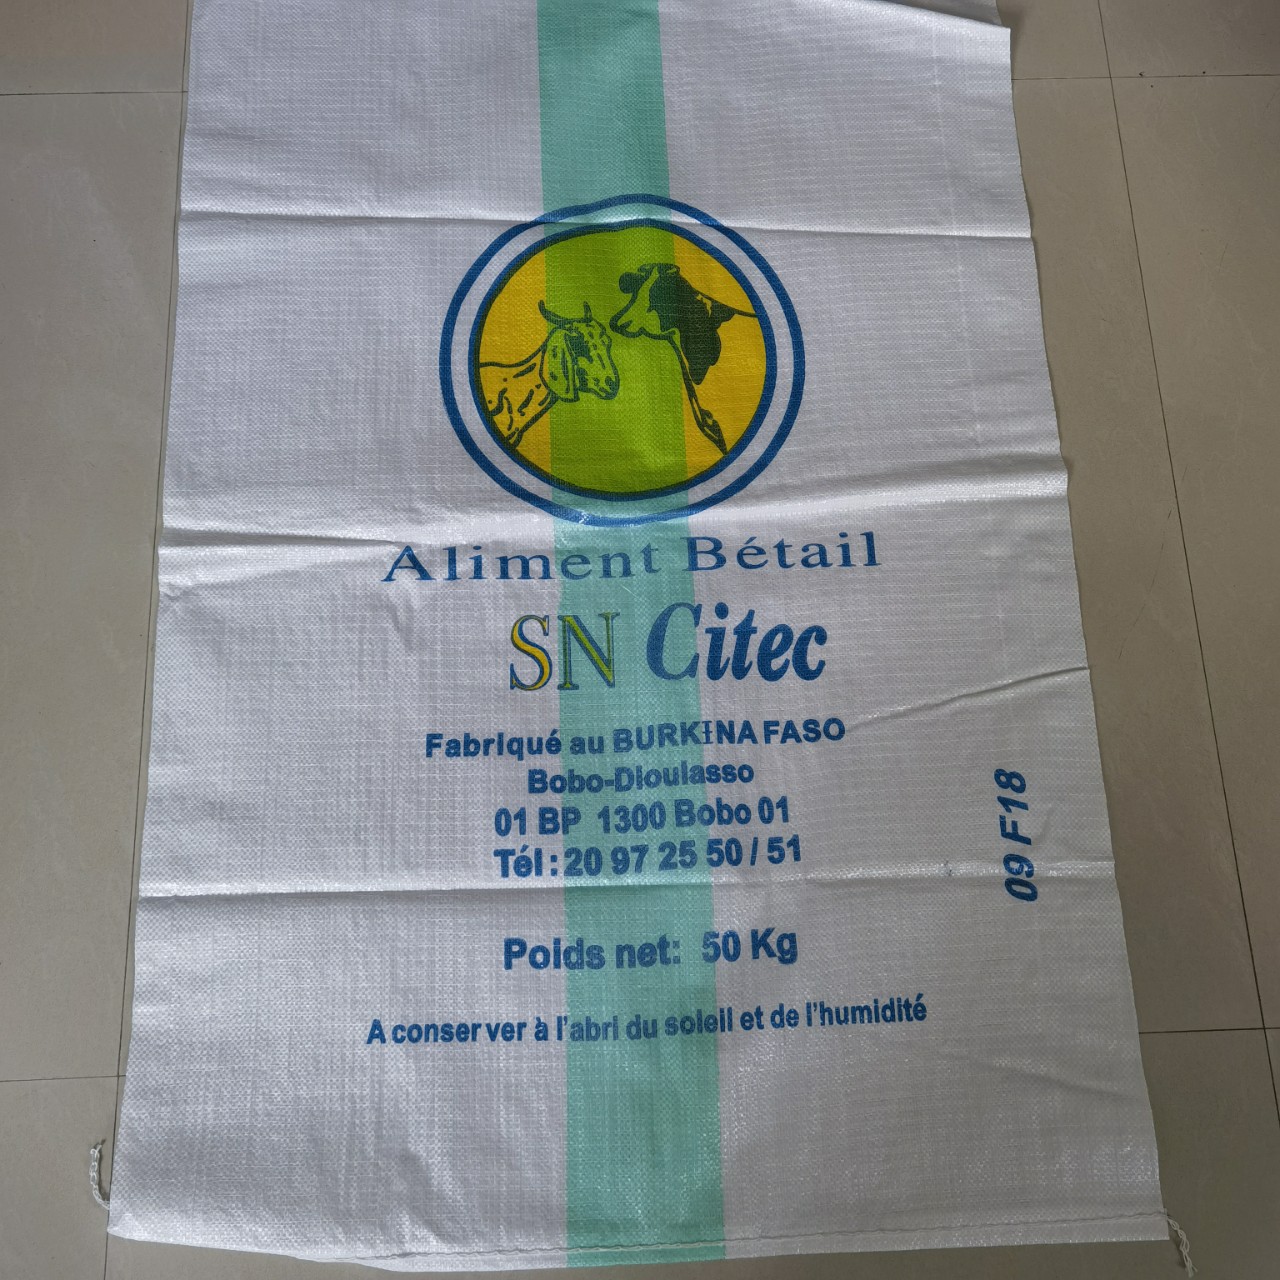 Aliment Bétail
SN Citec
Fabriqué au BURKINA FASO
Bobo-Dioulasso
01 BP 1300 Bobo 01
Tél : 20 97 25 50 / 51
09 F18
Poids net: 50 Kg
A conserver à l'abri du soleil et de l'humidité